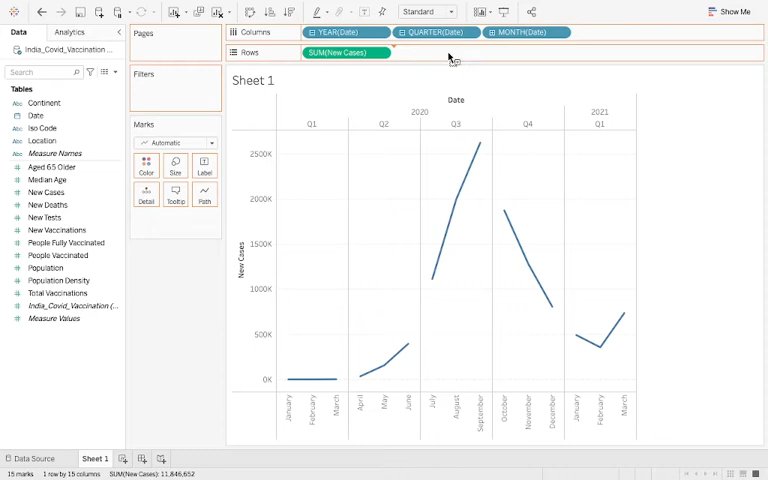 Standard
Show Me
Data
Analytics
Pages
Columns
YEAR(Date)
QUARTER(Date)
MONTH(Date)
India_Covid_Vaccination ...
Rows
SUM(New Cases)
Search
Filters
Sheet 1
Tables
Abc Continent
Date
Abc Iso Code
Abc Location
Abc Measure Names
Aged 65 Older
Median Age
New Cases
New Deaths
New Tests
New Vaccinations
People Fully Vaccinated
People Vaccinated
Population
Population Density
Total Vaccinations
India_Covid_Vaccination (...
Measure Values
Marks
Automatic
Color
Size
Label
Detail
Tooltip
Path
Date
2020
2021
Q1
Q2
Q3
Q4
Q1
2500K
2000K
1500K
1000K
500K
0K
New Cases
January
February
March
April
May
June
July
August
September
October
November
December
January
February
March
Data Source
Sheet 1
15 marks
1 row by 15 columns
SUM(New Cases): 11,846,652